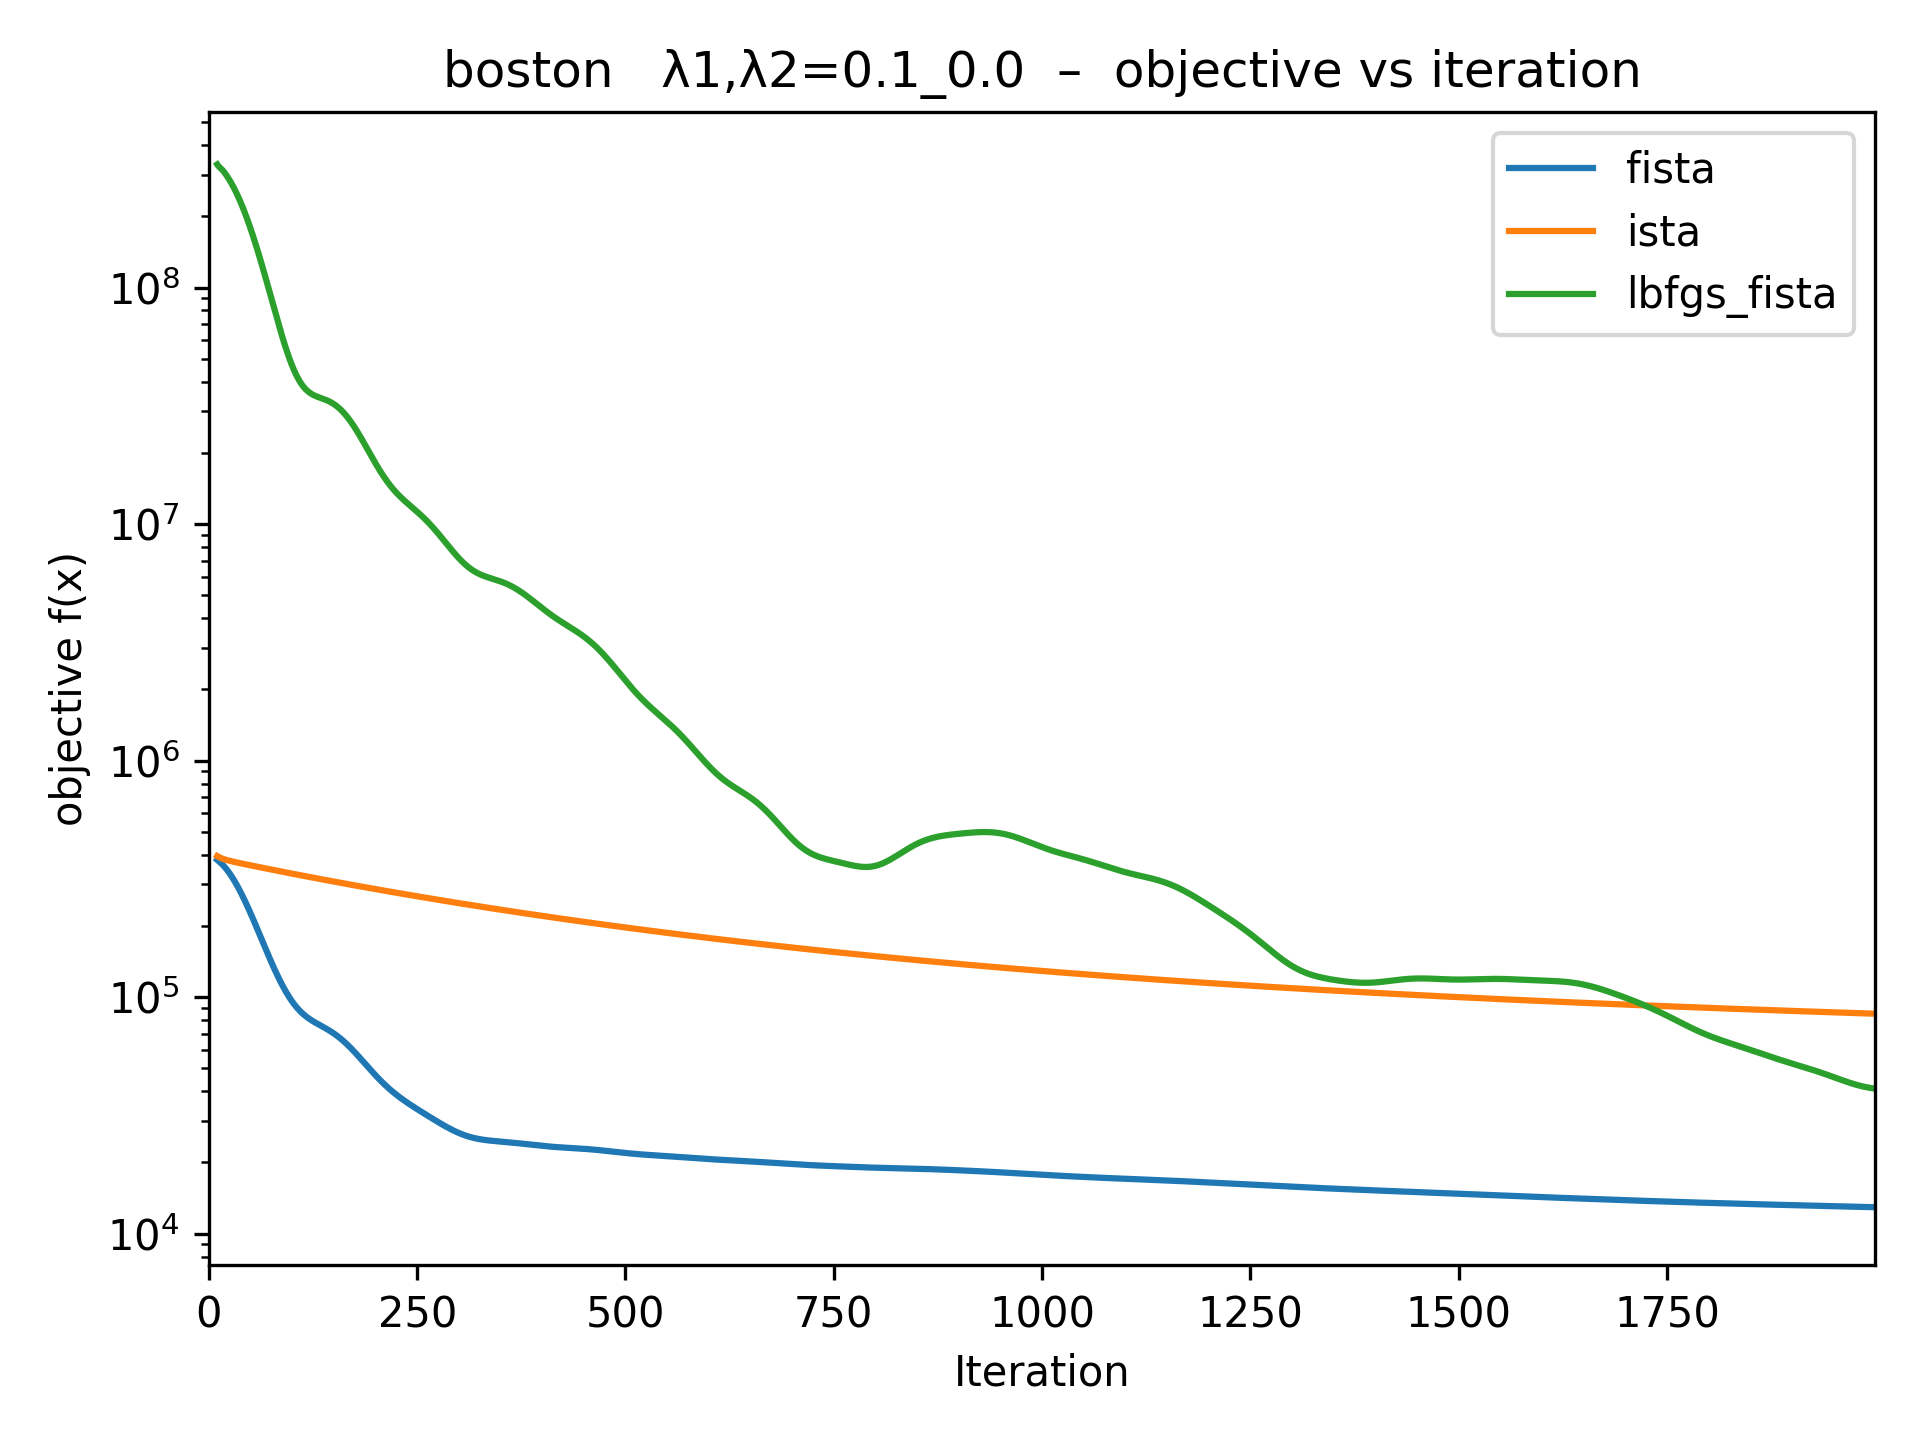 boston   λ1,λ2=0.1_0.0  –  objective vs iteration
fista
ista
lbfgs_fista
objective f(x)
10⁸
10⁷
10⁶
10⁵
10⁴
0 250 500 750 1000 1250 1500 1750
Iteration